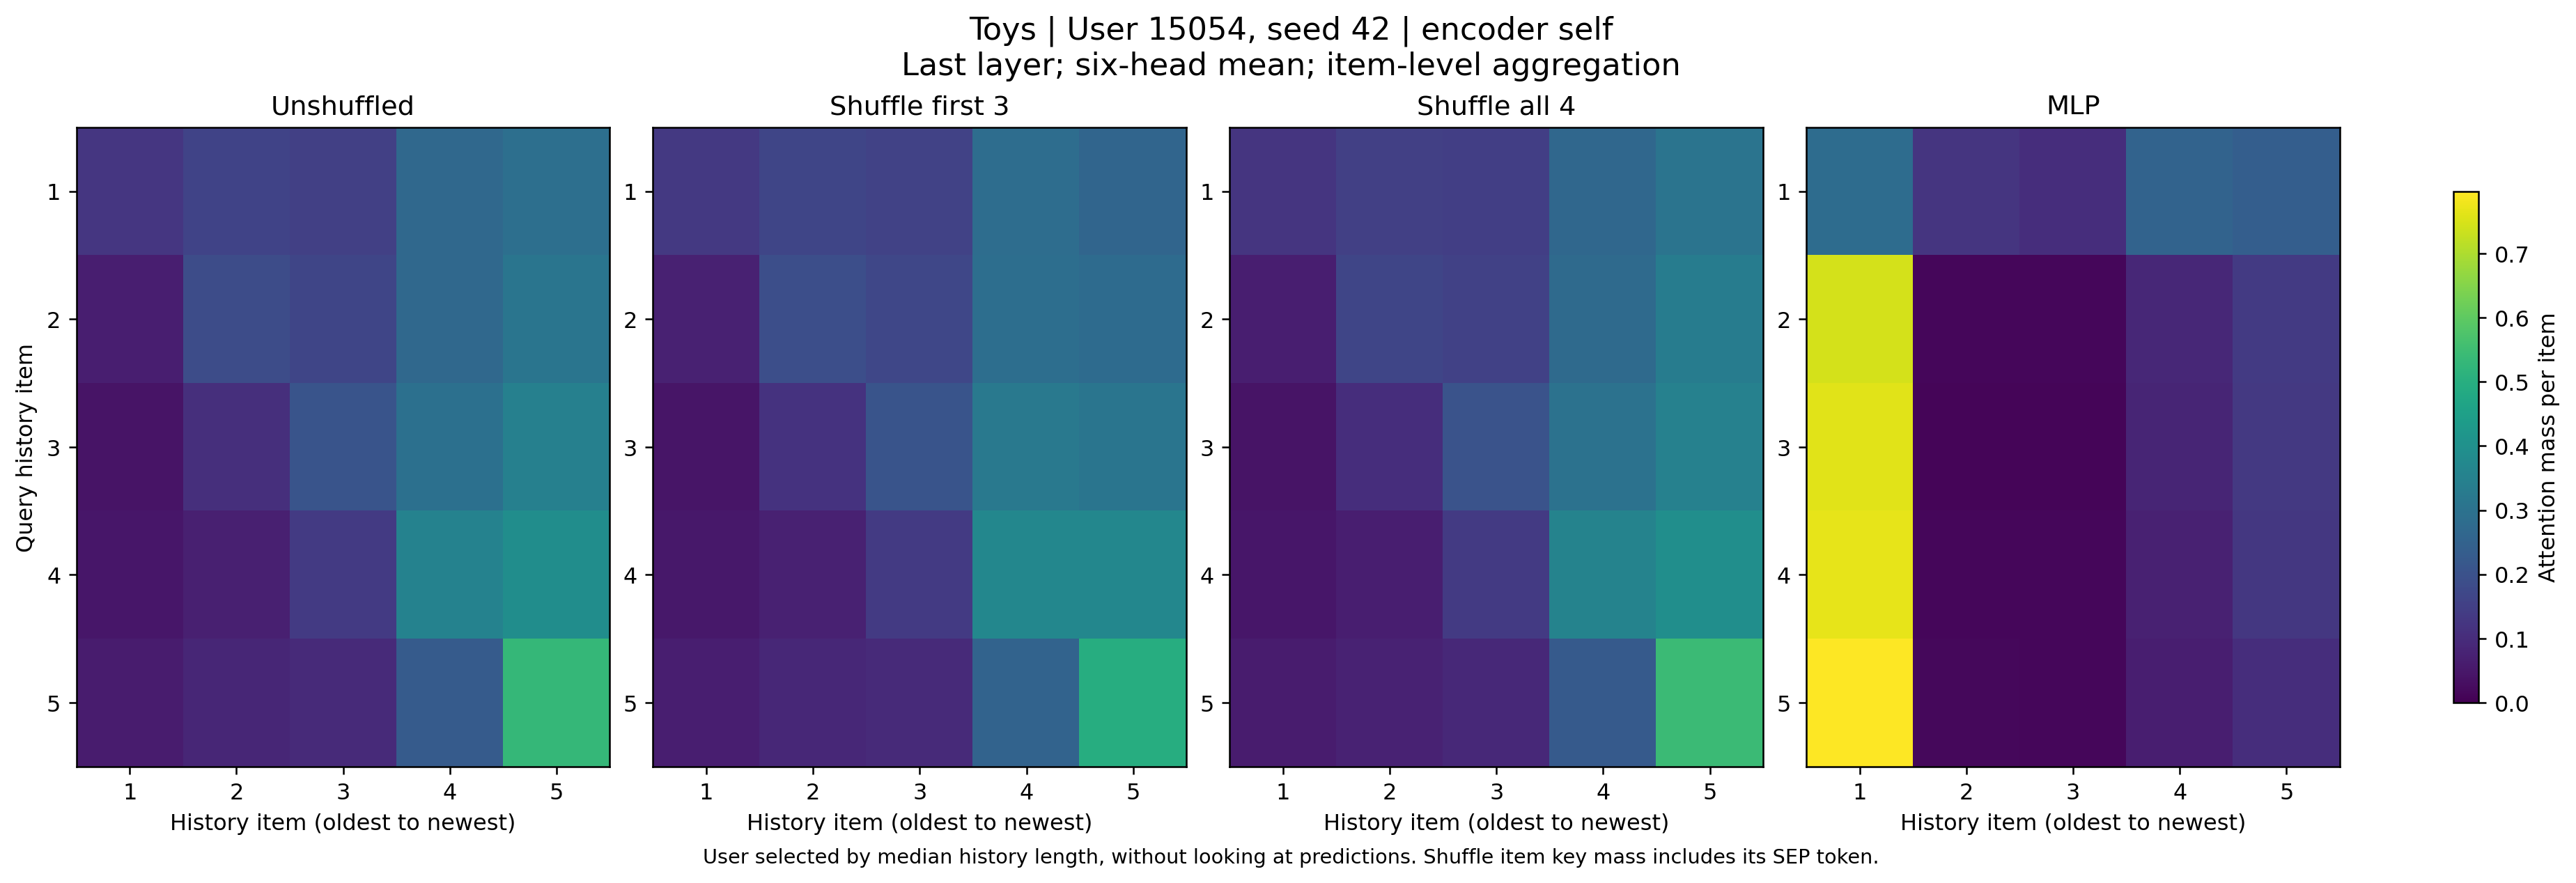 Toys | User 15054, seed 42 | encoder self
Last layer; six-head mean; item-level aggregation
Unshuffled
Shuffle first 3
Shuffle all 4
MLP
Query history item
1
2
3
4
5
1 2 3 4 5
History item (oldest to newest)
1
2
3
4
5
1 2 3 4 5
History item (oldest to newest)
1
2
3
4
5
1 2 3 4 5
History item (oldest to newest)
1
2
3
4
5
1 2 3 4 5
History item (oldest to newest)
0.7
0.6
0.5
0.4
0.3
0.2
0.1
0.0
Attention mass per item
User selected by median history length, without looking at predictions. Shuffle item key mass includes its SEP token.